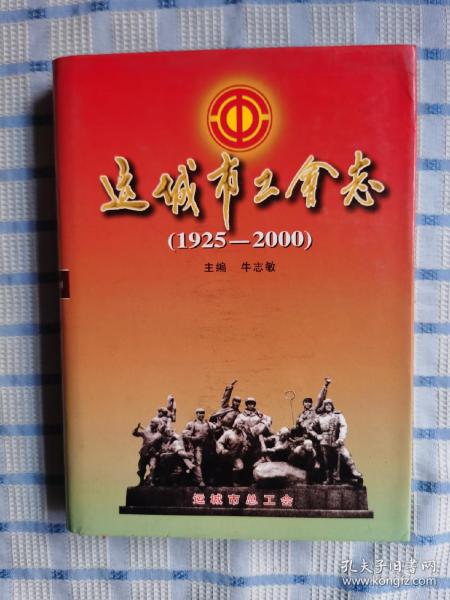 运城市工會志
(1925—2000)
主编 牛志敏
运城市总工会
孔夫子旧书网
www.kongfz.com